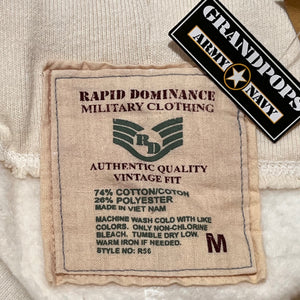 GRANDPOPS
ARMY NAVY
RAPID DOMINANCE
MILITARY CLOTHING
RD
AUTHENTIC QUALITY
VINTAGE FIT
74% COTTON/COTON
26% POLYESTER
MADE IN VIET NAM
MACHINE WASH COLD WITH LIKE
COLORS. ONLY NON-CHLORINE
BLEACH. TUMBLE DRY LOW.
WARM IRON IF NEEDED.
STYLE NO: R56
M